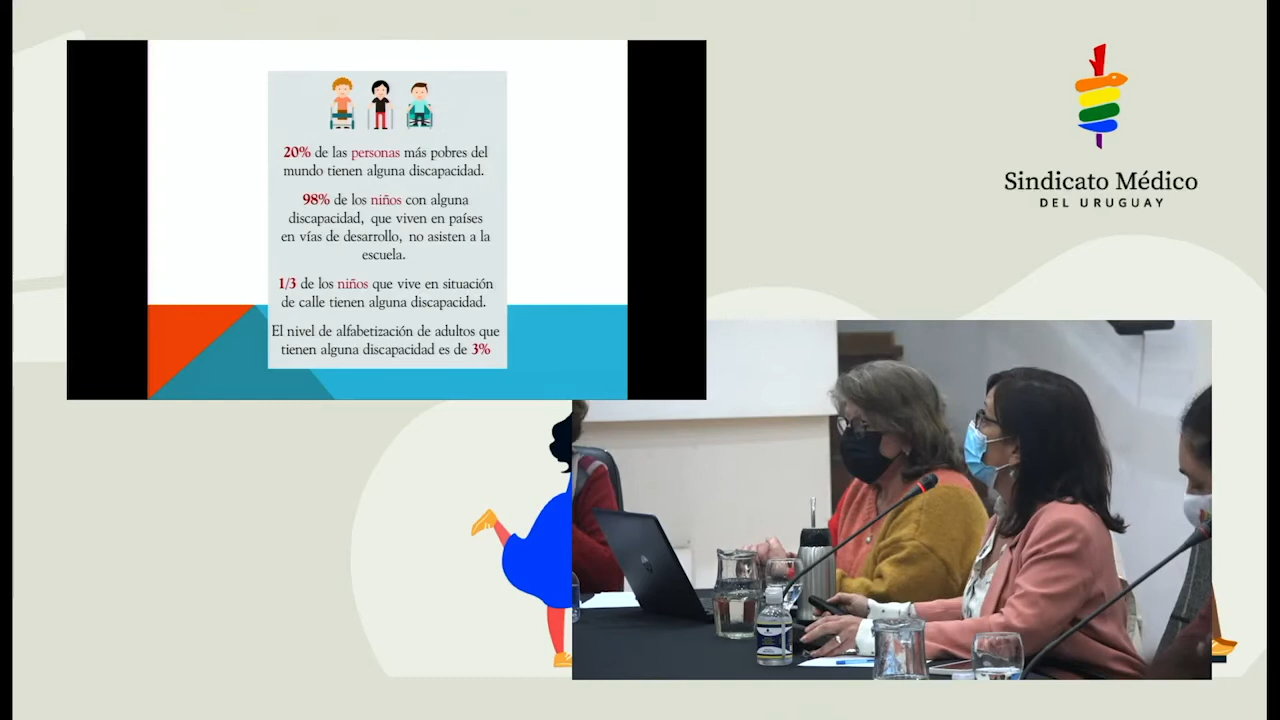 20% de las personas más pobres del
mundo tienen alguna discapacidad.
98% de los niños con alguna
discapacidad, que viven en países
en vías de desarrollo, no asisten a la
escuela.
1/3 de los niños que vive en situación
de calle tienen alguna discapacidad.
El nivel de alfabetización de adultos que
tienen alguna discapacidad es de 3%
Sindicato Médico
DEL URUGUAY